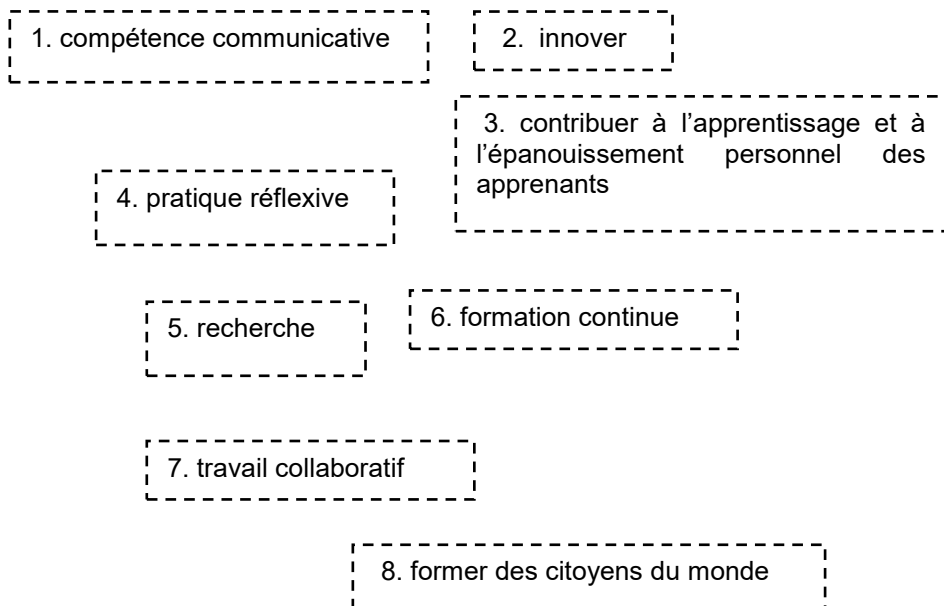 1. compétence communicative
2. innover
3. contribuer à l’apprentissage et à
l’épanouissement personnel des
apprenants
4. pratique réflexive
5. recherche
6. formation continue
7. travail collaboratif
8. former des citoyens du monde